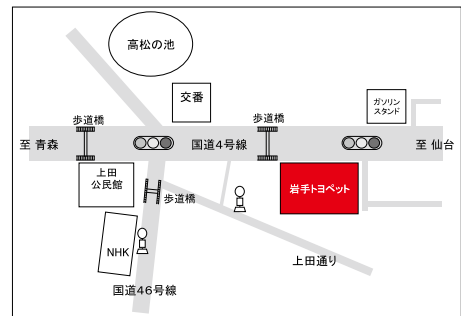 高松の池
交番
ガソリン
スタンド
歩道橋
歩道橋
至 青森
国道4号線
至 仙台
上田
公民館
岩手トヨペット
歩道橋
NHK
上田通り
国道46号線